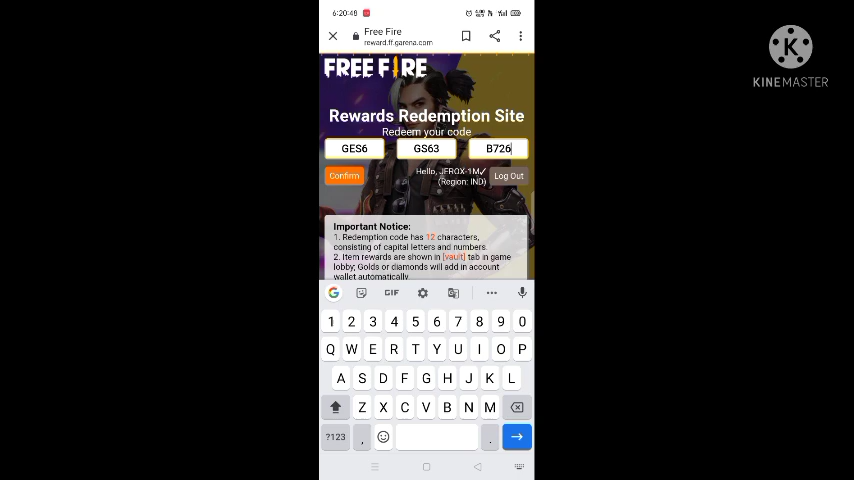 6:20:48
Free Fire
reward.ff.garena.com
FREE FIRE
K
KINEMASTER
Rewards Redemption Site
Redeem your code
GES6 GS63 B726
Confirm
Hello, JEROX-1M✓
(Region: IND)
Log Out
Important Notice:
1. Redemption code has 12 characters,
consisting of capital letters and numbers.
2. Item rewards are shown in [vault] tab in game
lobby; Golds or diamonds will add in account
wallet automatically.
G GIF
1 2 3 4 5 6 7 8 9 0
Q W E R T Y U I O P
A S D F G H J K L
Z X C V B N M
?123 , .